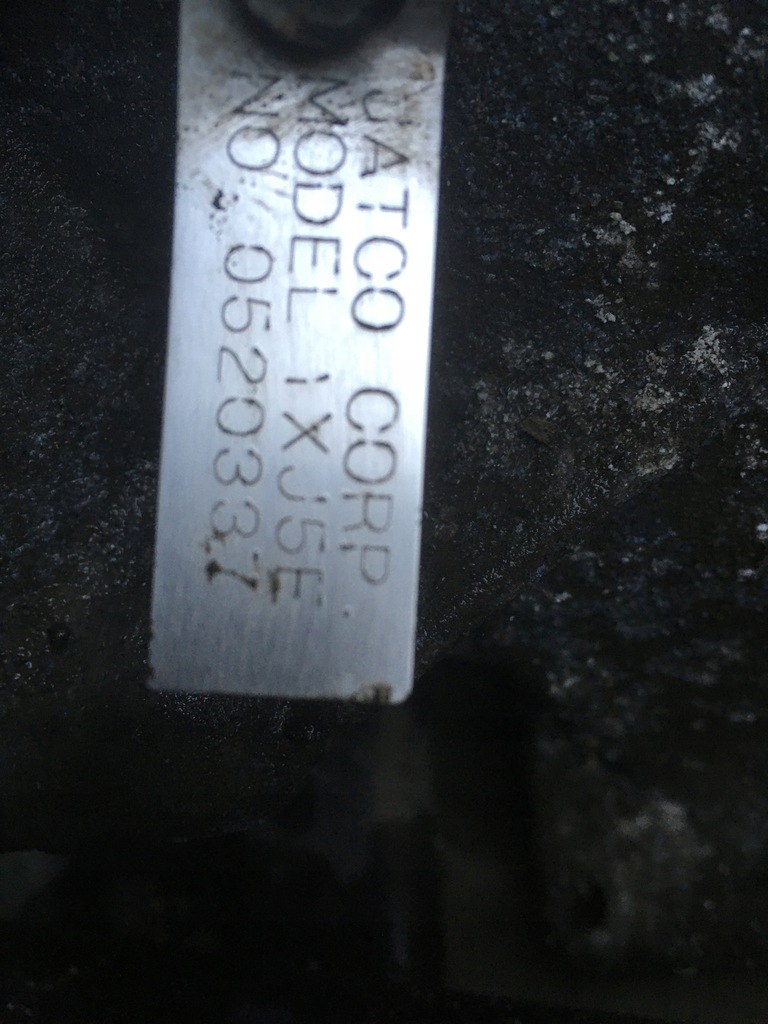 JATCO CORP.
MODEL 1XJ5E
NO. 0520337